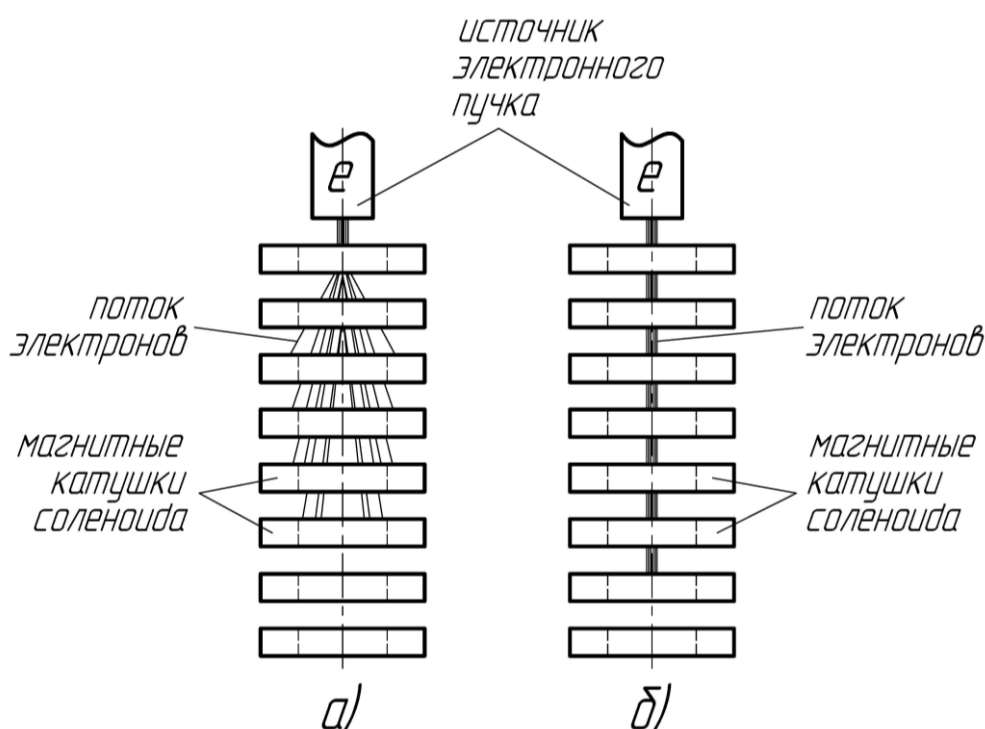 источник
электронного
пучка
е
е
поток
электронов
поток
электронов
магнитные
катушки
соленоида
магнитные
катушки
соленоида
а)
б)